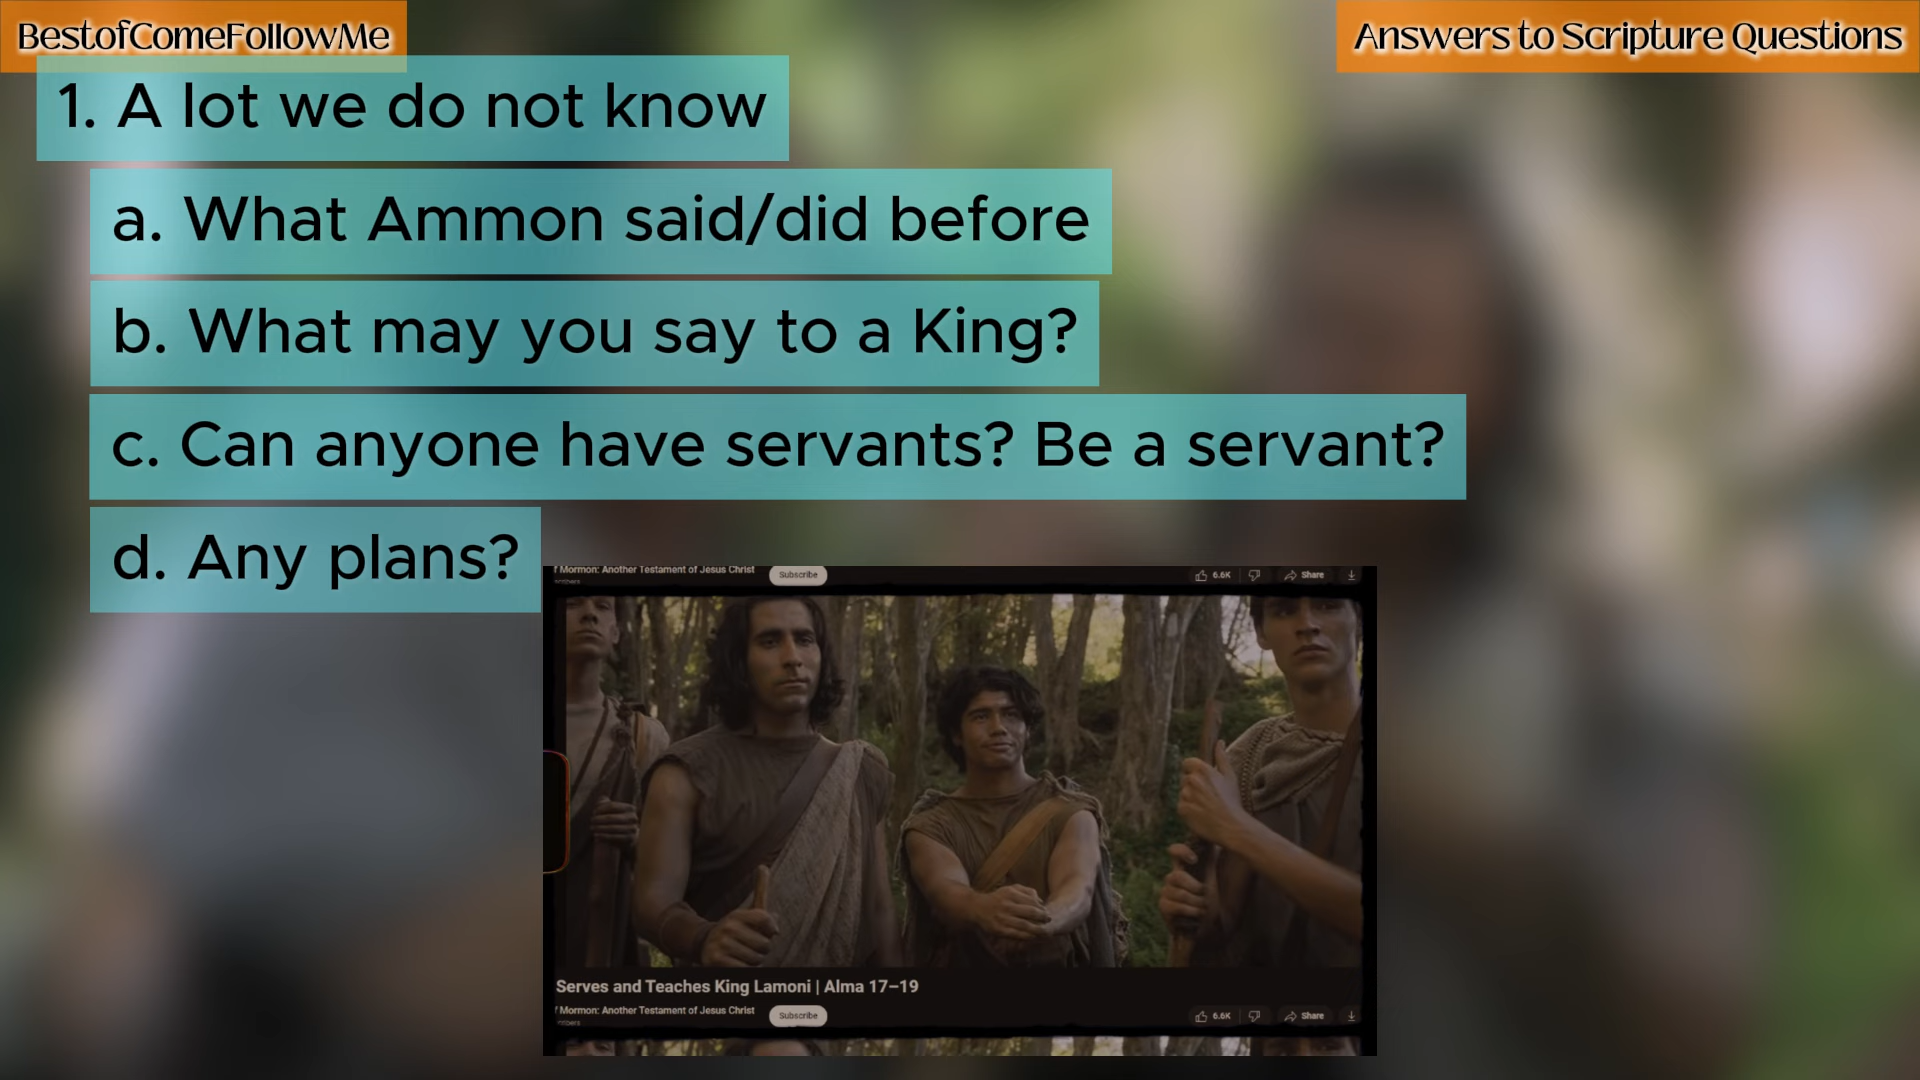 BestofComeFollowMe
Answers to Scripture Questions
1. A lot we do not know
a. What Ammon said/did before
b. What may you say to a King?
c. Can anyone have servants? Be a servant?
d. Any plans?
Mormon: Another Testament of Jesus Christ
Subscribe
6.6K
Share
Serves and Teaches King Lamoni | Alma 17–19
Mormon: Another Testament of Jesus Christ
Subscribe
6.6K
Share